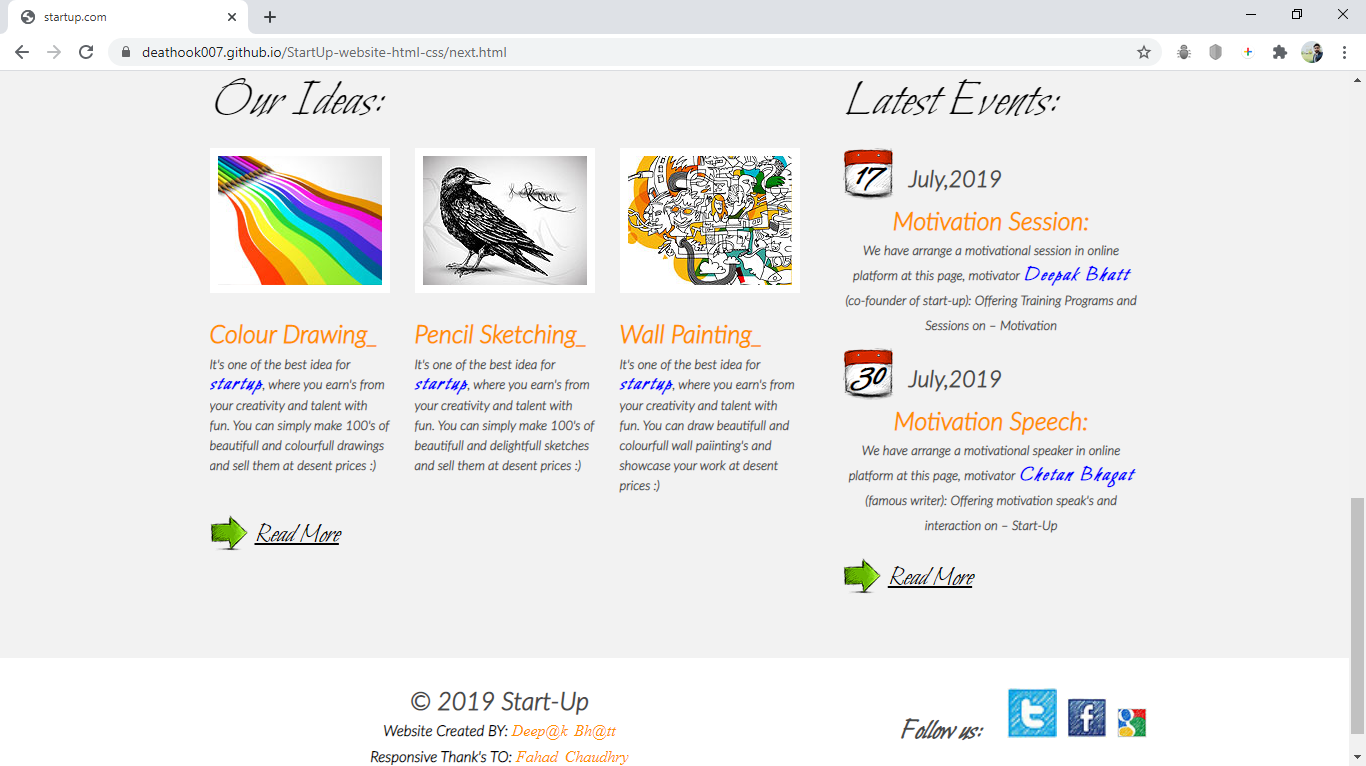 startup.com
deathook007.github.io/StartUp-website-html-css/next.html
Our Ideas:
Colour Drawing_
It's one of the best idea for
startup, where you earn's from
your creativity and talent with
fun. You can simply make 100's of
beautifull and colourfull drawings
and sell them at desent prices :)
Pencil Sketching_
It's one of the best idea for
startup, where you earn's from
your creativity and talent with
fun. You can simply make 100's of
beautifull and delightfull sketches
and sell them at desent prices :)
Wall Painting_
It's one of the best idea for
startup, where you earn's from
your creativity and talent with
fun. You can draw beautifull and
colourfull wall paiinting's and
showcase your work at desent
prices :)
Read More
Latest Events:
17
July,2019
Motivation Session:
We have arrange a motivational session in online
platform at this page, motivator Deepak Bhatt
(co-founder of start-up): Offering Training Programs and
Sessions on – Motivation
30
July,2019
Motivation Speech:
We have arrange a motivational speaker in online
platform at this page, motivator Chetan Bhagat
(famous writer): Offering motivation speak's and
interaction on – Start-Up
Read More
© 2019 Start-Up
Website Created BY: Deep@k Bh@tt
Responsive Thank's TO: Fahad Chaudhry
Follow us: